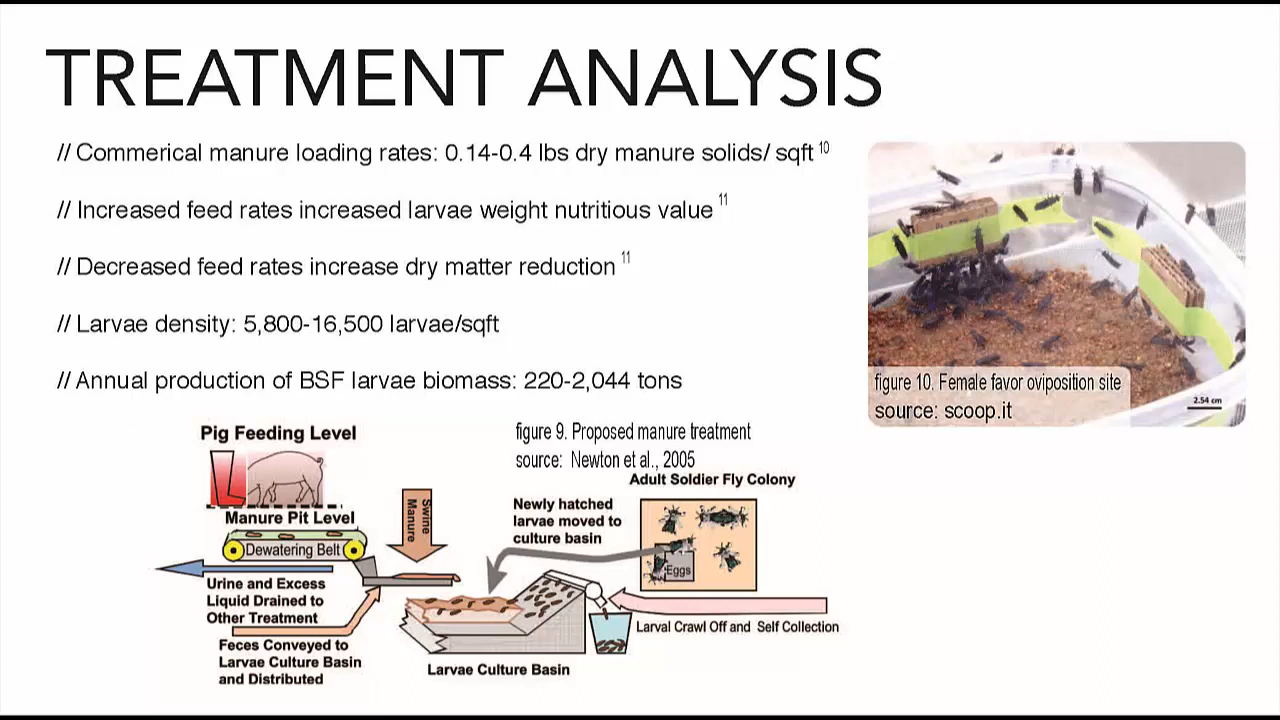 TREATMENT ANALYSIS
// Commerical manure loading rates: 0.14-0.4 lbs dry manure solids/ sqft 10
// Increased feed rates increased larvae weight nutritious value 11
// Decreased feed rates increase dry matter reduction 11
// Larvae density: 5,800-16,500 larvae/sqft
// Annual production of BSF larvae biomass: 220-2,044 tons
figure 10. Female favor oviposition site
source: scoop.it
2.54 cm
figure 9. Proposed manure treatment
source: Newton et al., 2005
Pig Feeding Level
Manure Pit Level
Dewatering Belt
Swine
Manure
Urine and Excess
Liquid Drained to
Other Treatment
Feces Conveyed to
Larvae Culture Basin
and Distributed
Newly hatched
larvae moved to
culture basin
Adult Soldier Fly Colony
Eggs
Larval Crawl Off and Self Collection
Larvae Culture Basin